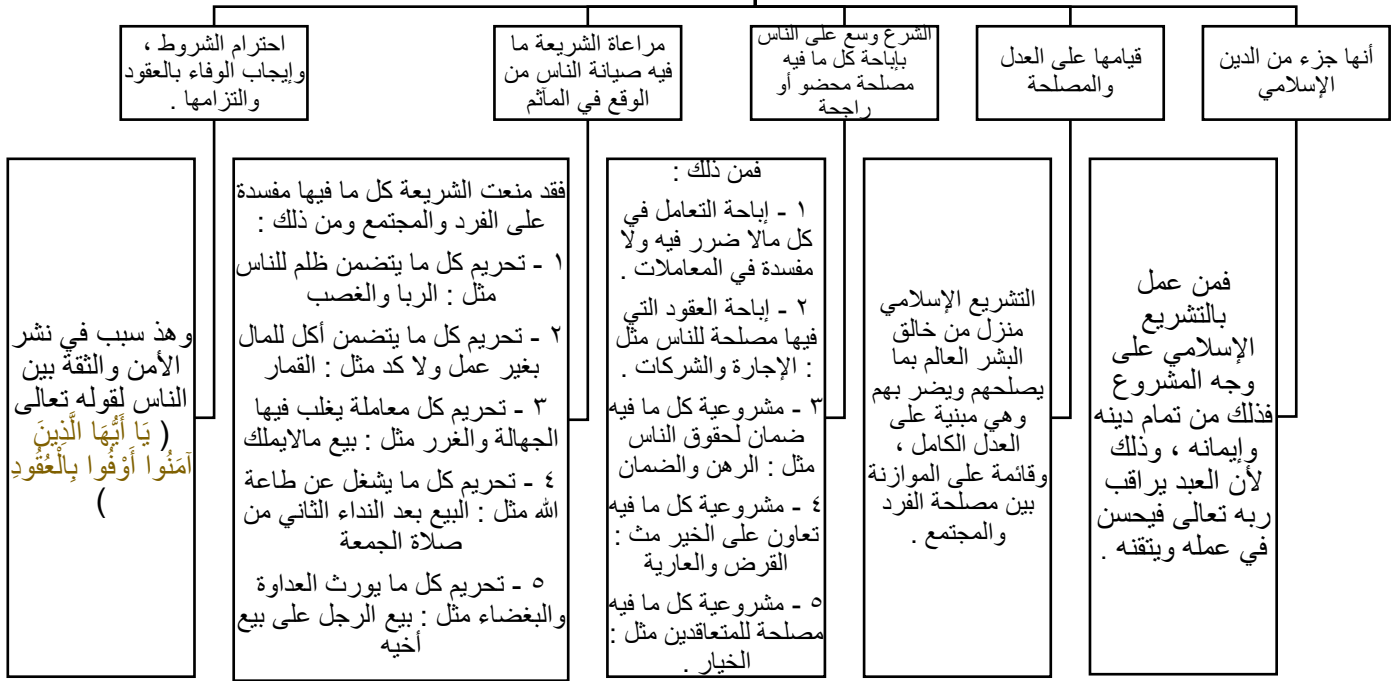 أنها جزء من الدين
الإسلامي
قيامها على العدل
والمصلحة
الشرع وسع على الناس
بإباحة كل ما فيه
مصلحة محضو أو
راجحة
مراعاة الشريعة ما
فيه صيانة الناس من
الوقع في المآثم
احترام الشروط ،
وإيجاب الوفاء بالعقود
والتزامها .
فمن عمل
بالتشريع
الإسلامي على
وجه المشروع
فذلك من تمام دينه
وإيمانه ، وذلك
لأن العبد يراقب
ربه تعالى فيحسن
في عمله ويتقنه .
التشريع الإسلامي
منزل من خالق
البشر العالم بما
يصلحهم ويضر بهم
وهي مبنية على
العدل الكامل ،
وقائمة على الموازنة
بين مصلحة الفرد
والمجتمع .
فمن ذلك :
١ - إباحة التعامل في
كل مالا ضرر فيه ولا
مفسدة في المعاملات .
٢ - إباحة العقود التي
فيها مصلحة للناس مثل
: الإجارة والشركات .
٣ - مشروعية كل ما فيه
ضمان لحقوق الناس
مثل : الرهن والضمان
٤ - مشروعية كل ما فيه
تعاون على الخير مث :
القرض والعارية
٥ - مشروعية كل ما فيه
مصلحة للمتعاقدين مثل :
الخيار .
فقد منعت الشريعة كل ما فيها مفسدة
على الفرد والمجتمع ومن ذلك :
١ - تحريم كل ما يتضمن ظلم للناس
مثل : الربا والغصب
٢ - تحريم كل ما يتضمن أكل للمال
بغير عمل ولا كد مثل : القمار
٣ - تحريم كل معاملة يغلب فيها
الجهالة والغرر مثل : بيع مالايملك
٤ - تحريم كل ما يشغل عن طاعة
الله مثل : البيع بعد النداء الثاني من
صلاة الجمعة
٥ - تحريم كل ما يورث العداوة
والبغضاء مثل : بيع الرجل على بيع
أخيه
وهذ سبب في نشر
الأمن والثقة بين
الناس لقوله تعالى
( يَا أَيُّهَا الَّذِينَ
آمَنُوا أَوْفُوا بِالْعُقُودِ
)